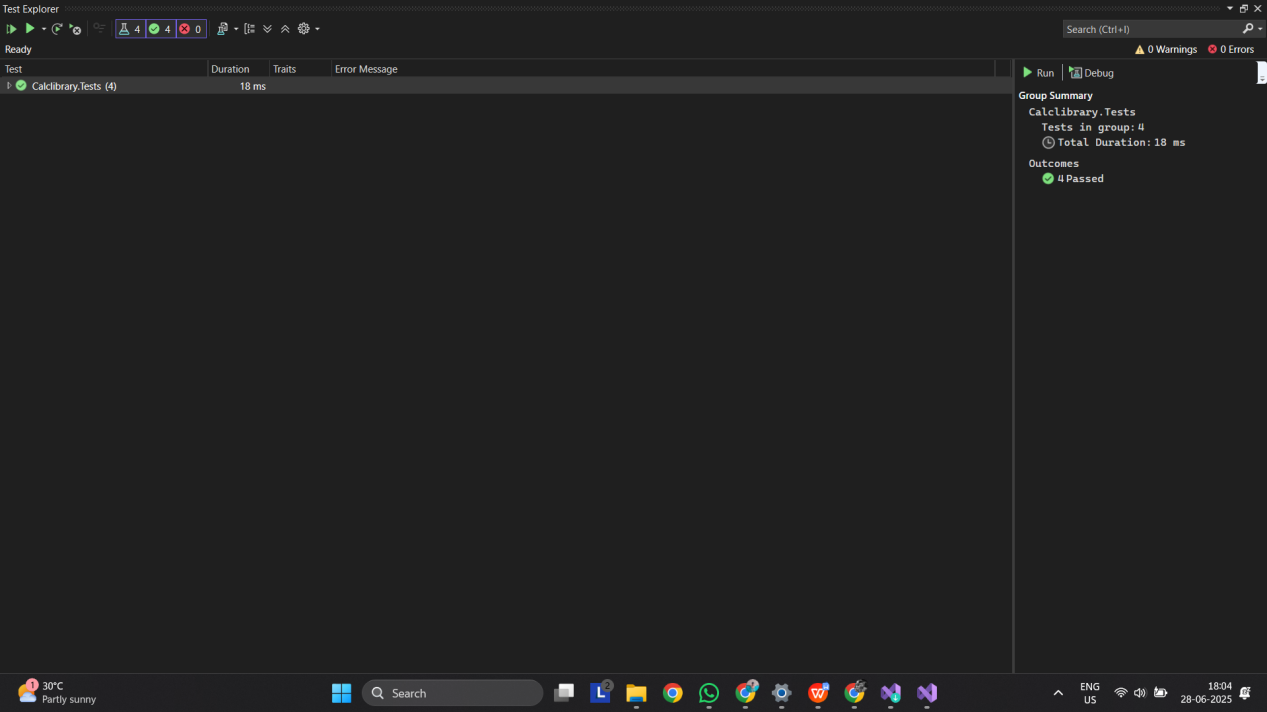 Test Explorer
4 4 0
Search (Ctrl+I)
Ready
0 Warnings 0 Errors
Test Duration Traits Error Message
Calclibrary.Tests (4) 18 ms
Run Debug
Group Summary
Calclibrary.Tests
Tests in group: 4
Total Duration: 18 ms
Outcomes
4 Passed
1
30°C
Partly sunny
Search
L
2
W
ENG
US
18:04
28-06-2025